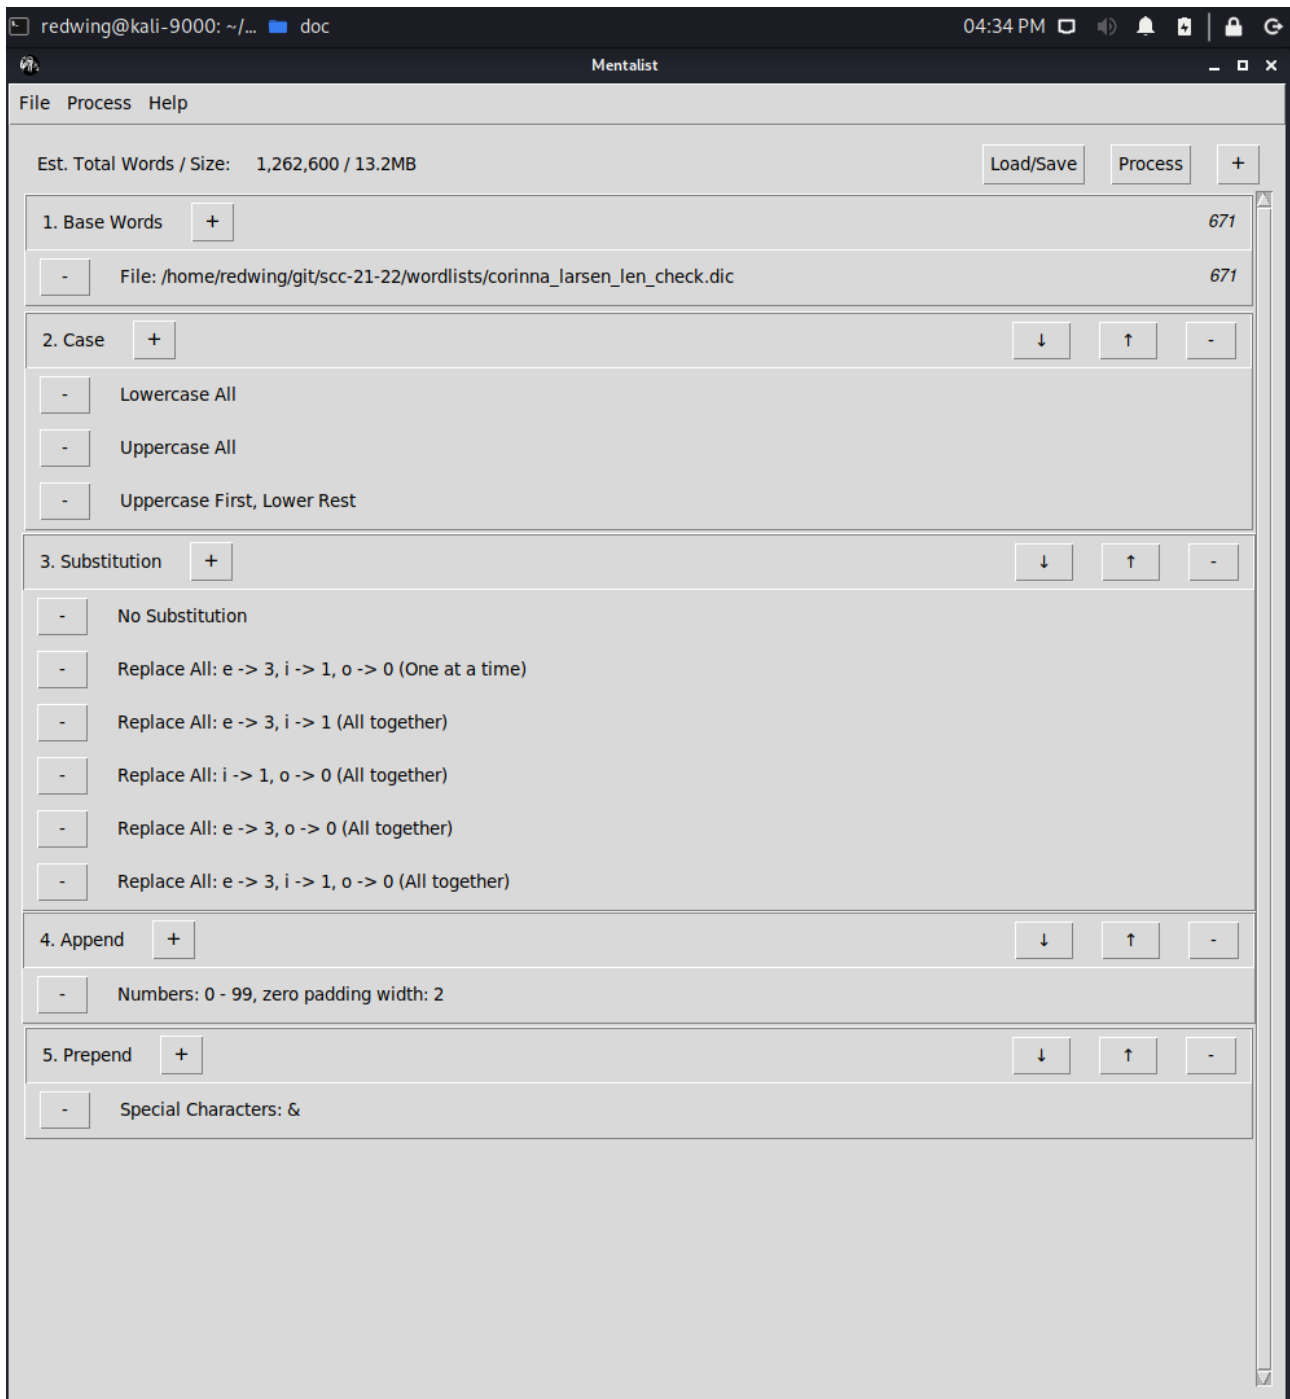 redwing@kali-9000: ~/... doc 04:34 PM
Mentalist
File Process Help
Est. Total Words / Size: 1,262,600 / 13.2MB Load/Save Process +
1. Base Words + 671
- File: /home/redwing/git/scc-21-22/wordlists/corinna_larsen_len_check.dic 671
2. Case + ↓ ↑ -
- Lowercase All
- Uppercase All
- Uppercase First, Lower Rest
3. Substitution + ↓ ↑ -
- No Substitution
- Replace All: e -> 3, i -> 1, o -> 0 (One at a time)
- Replace All: e -> 3, i -> 1 (All together)
- Replace All: i -> 1, o -> 0 (All together)
- Replace All: e -> 3, o -> 0 (All together)
- Replace All: e -> 3, i -> 1, o -> 0 (All together)
4. Append + ↓ ↑ -
- Numbers: 0 - 99, zero padding width: 2
5. Prepend + ↓ ↑ -
- Special Characters: &